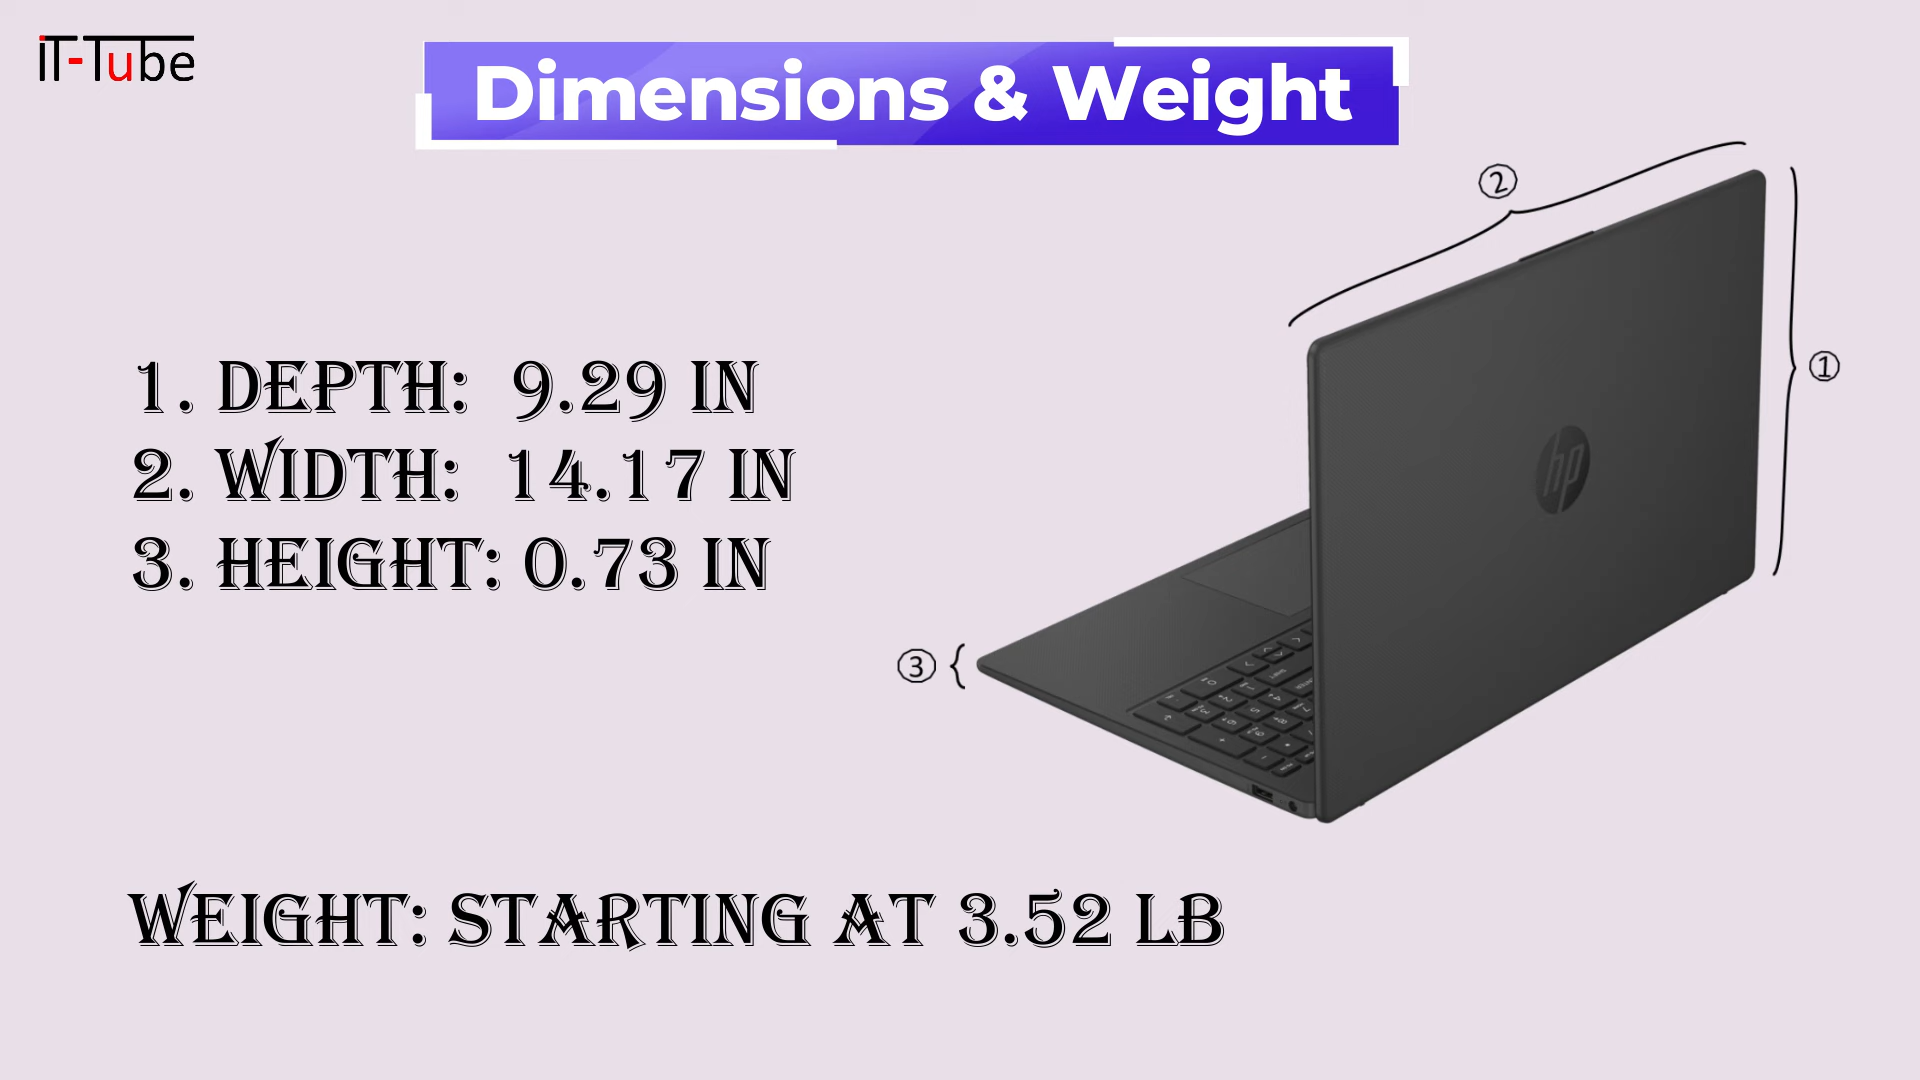 iT-Tube
Dimensions & Weight
②
①
1. DEPTH: 9.29 IN
2. WIDTH: 14.17 IN
3. HEIGHT: 0.73 IN
hp
③
WEIGHT: STARTING AT 3.52 LB